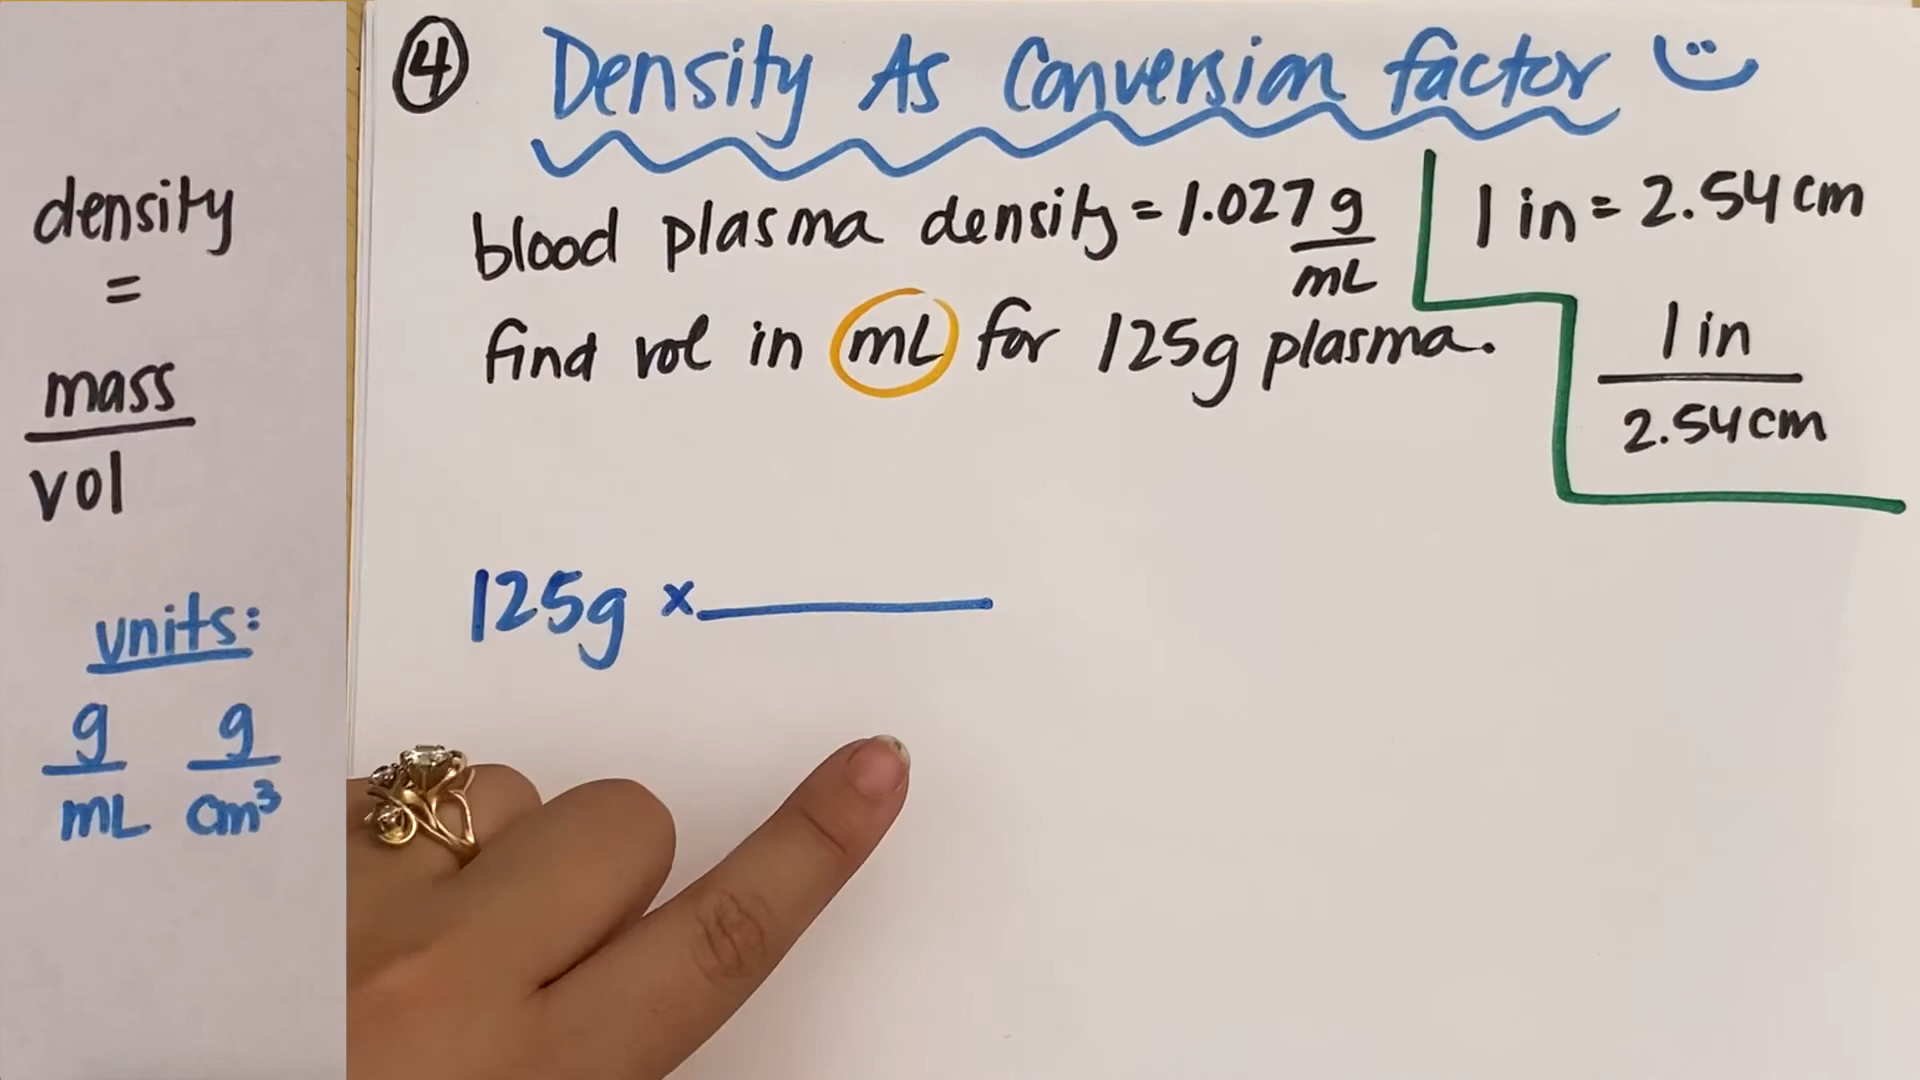 density
=
mass
vol
units:
g
mL
g
cm³
④ Density As Conversion factor
blood plasma density = 1.027 g
mL
find vol in mL for 125g plasma.
1 in = 2.54 cm
1 in
2.54 cm
125g x